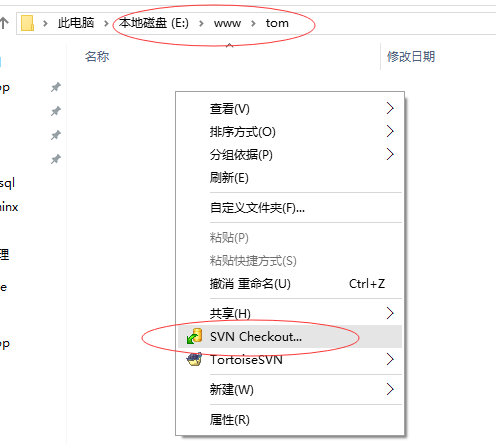 此电脑 > 本地磁盘 (E:) > www > tom
名称 修改日期
op
sql
ninx
理
e
op
查看(V)
排序方式(O)
分组依据(P)
刷新(E)
自定义文件夹(F)...
粘贴(P)
粘贴快捷方式(S)
撤消 重命名(U) Ctrl+Z
共享(H)
SVN Checkout...
TortoiseSVN
新建(W)
属性(R)